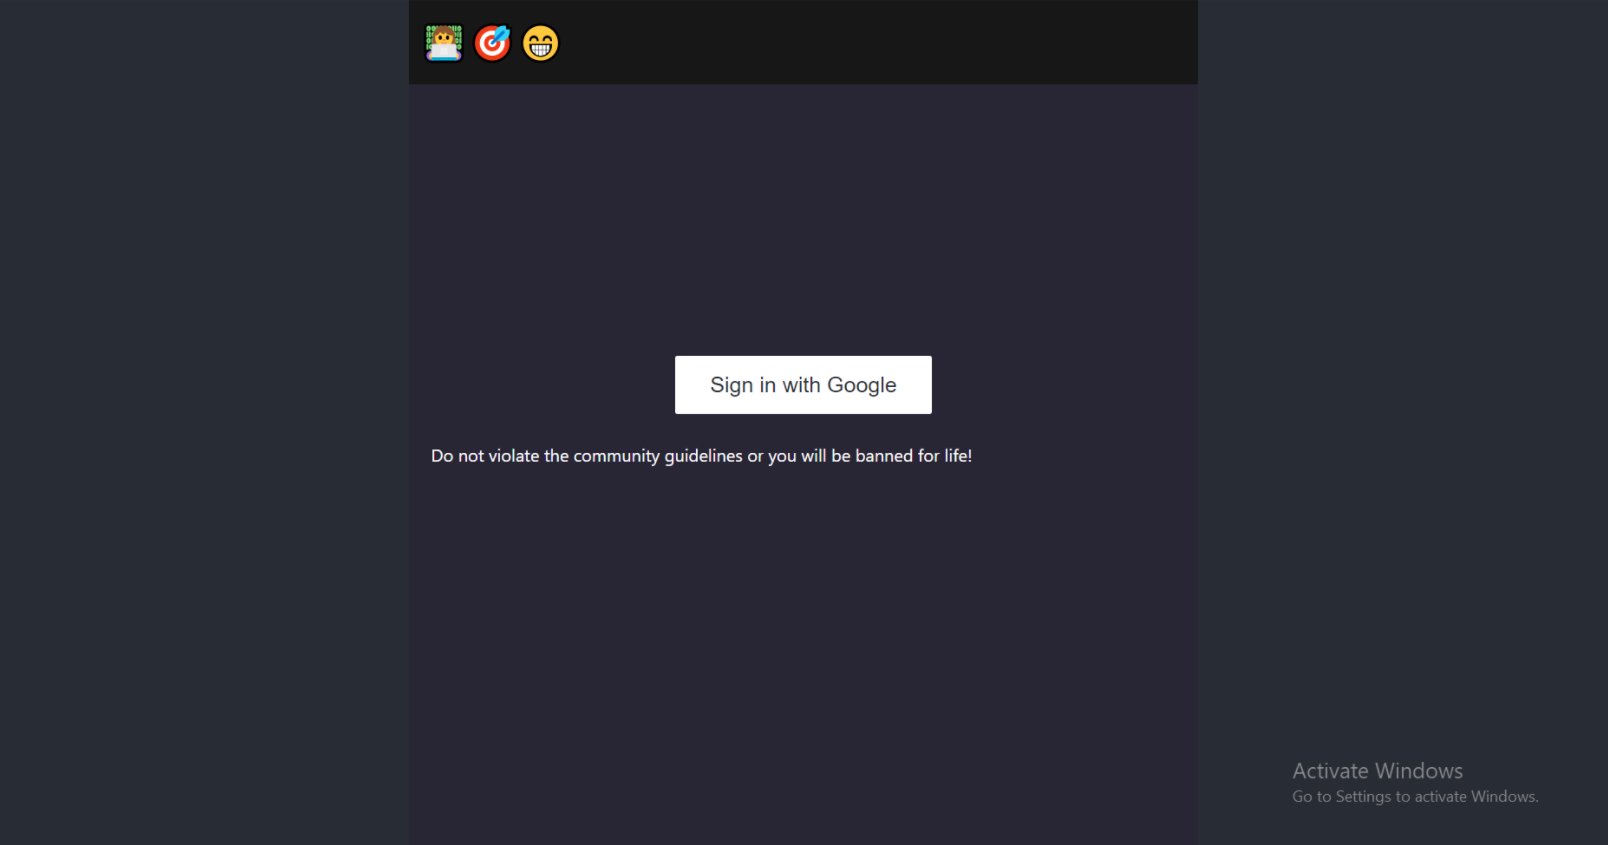 Sign in with Google
Do not violate the community guidelines or you will be banned for life!
Activate Windows
Go to Settings to activate Windows.